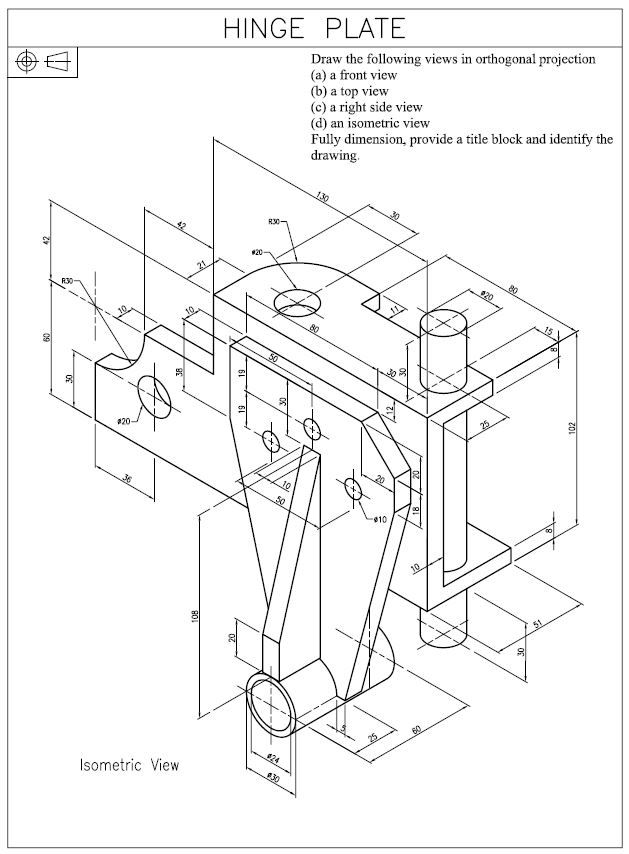 HINGE PLATE
Draw the following views in orthogonal projection
(a) a front view
(b) a top view
(c) a right side view
(d) an isometric view
Fully dimension, provide a title block and identify the
drawing.
130
30
R30
42
ø20
42
21
80
ø20
R30
10
10
11
80
15
8
60
50
30
30
38
19
12
30
30
19
25
102
ø20
20
20
36
10
50
ø10
18
8
10
108
51
20
30
5
25
60
ø24
ø30
Isometric View